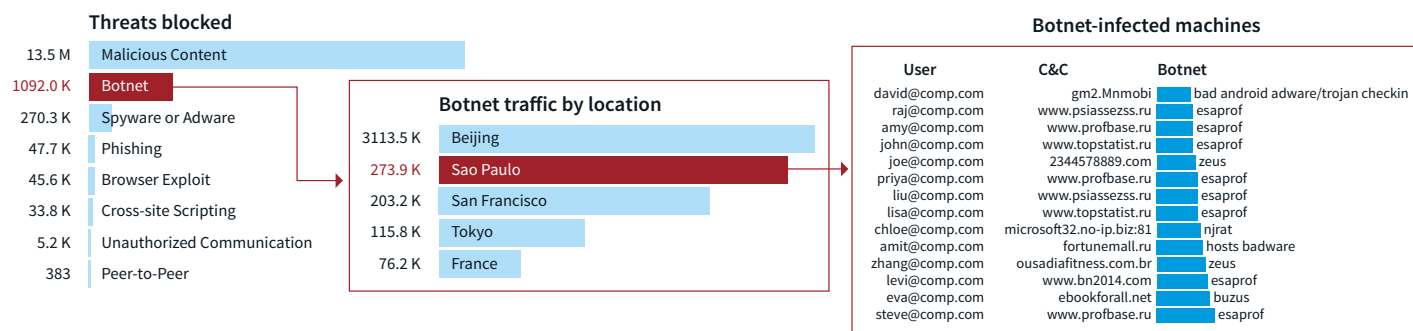 Threats blocked
13.5 M Malicious Content
1092.0 K Botnet
270.3 K Spyware or Adware
47.7 K Phishing
45.6 K Browser Exploit
33.8 K Cross-site Scripting
5.2 K Unauthorized Communication
383 Peer-to-Peer
Botnet traffic by location
3113.5 K Beijing
273.9 K Sao Paulo
203.2 K San Francisco
115.8 K Tokyo
76.2 K France
Botnet-infected machines
User C&C Botnet
david@comp.com gm2.Mnmobi bad android adware/trojan checkin
raj@comp.com www.psiassezss.ru esaprof
amy@comp.com www.profbase.ru esaprof
john@comp.com www.topstatist.ru esaprof
joe@comp.com 2344578889.com zeus
priya@comp.com www.profbase.ru esaprof
liu@comp.com www.psiassezss.ru esaprof
lisa@comp.com www.topstatist.ru esaprof
chloe@comp.com microsoft32.no-ip.biz:81 njrat
amit@comp.com fortunemall.ru hosts badware
zhang@comp.com ousadiafitness.com.br zeus
levi@comp.com www.bn2014.com esaprof
eva@comp.com ebookforall.net buzus
steve@comp.com www.profbase.ru esaprof